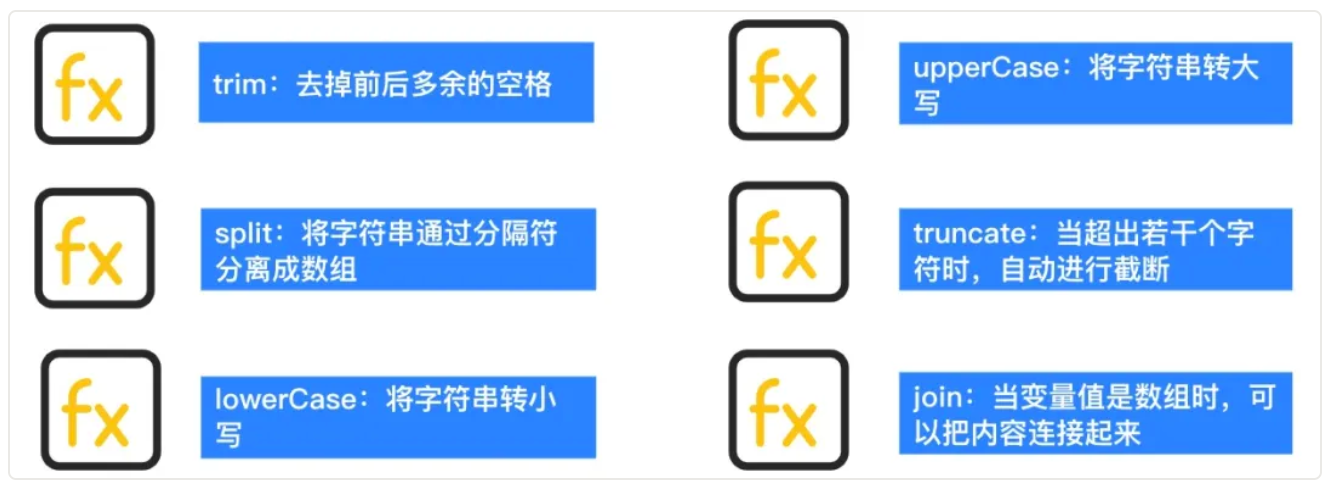 fx
trim：去掉前后多余的空格
fx
upperCase：将字符串转大
写
fx
split：将字符串通过分隔符
分离成数组
fx
truncate：当超出若干个字
符时，自动进行截断
fx
lowerCase：将字符串转小
写
fx
join：当变量值是数组时，可
以把内容连接起来